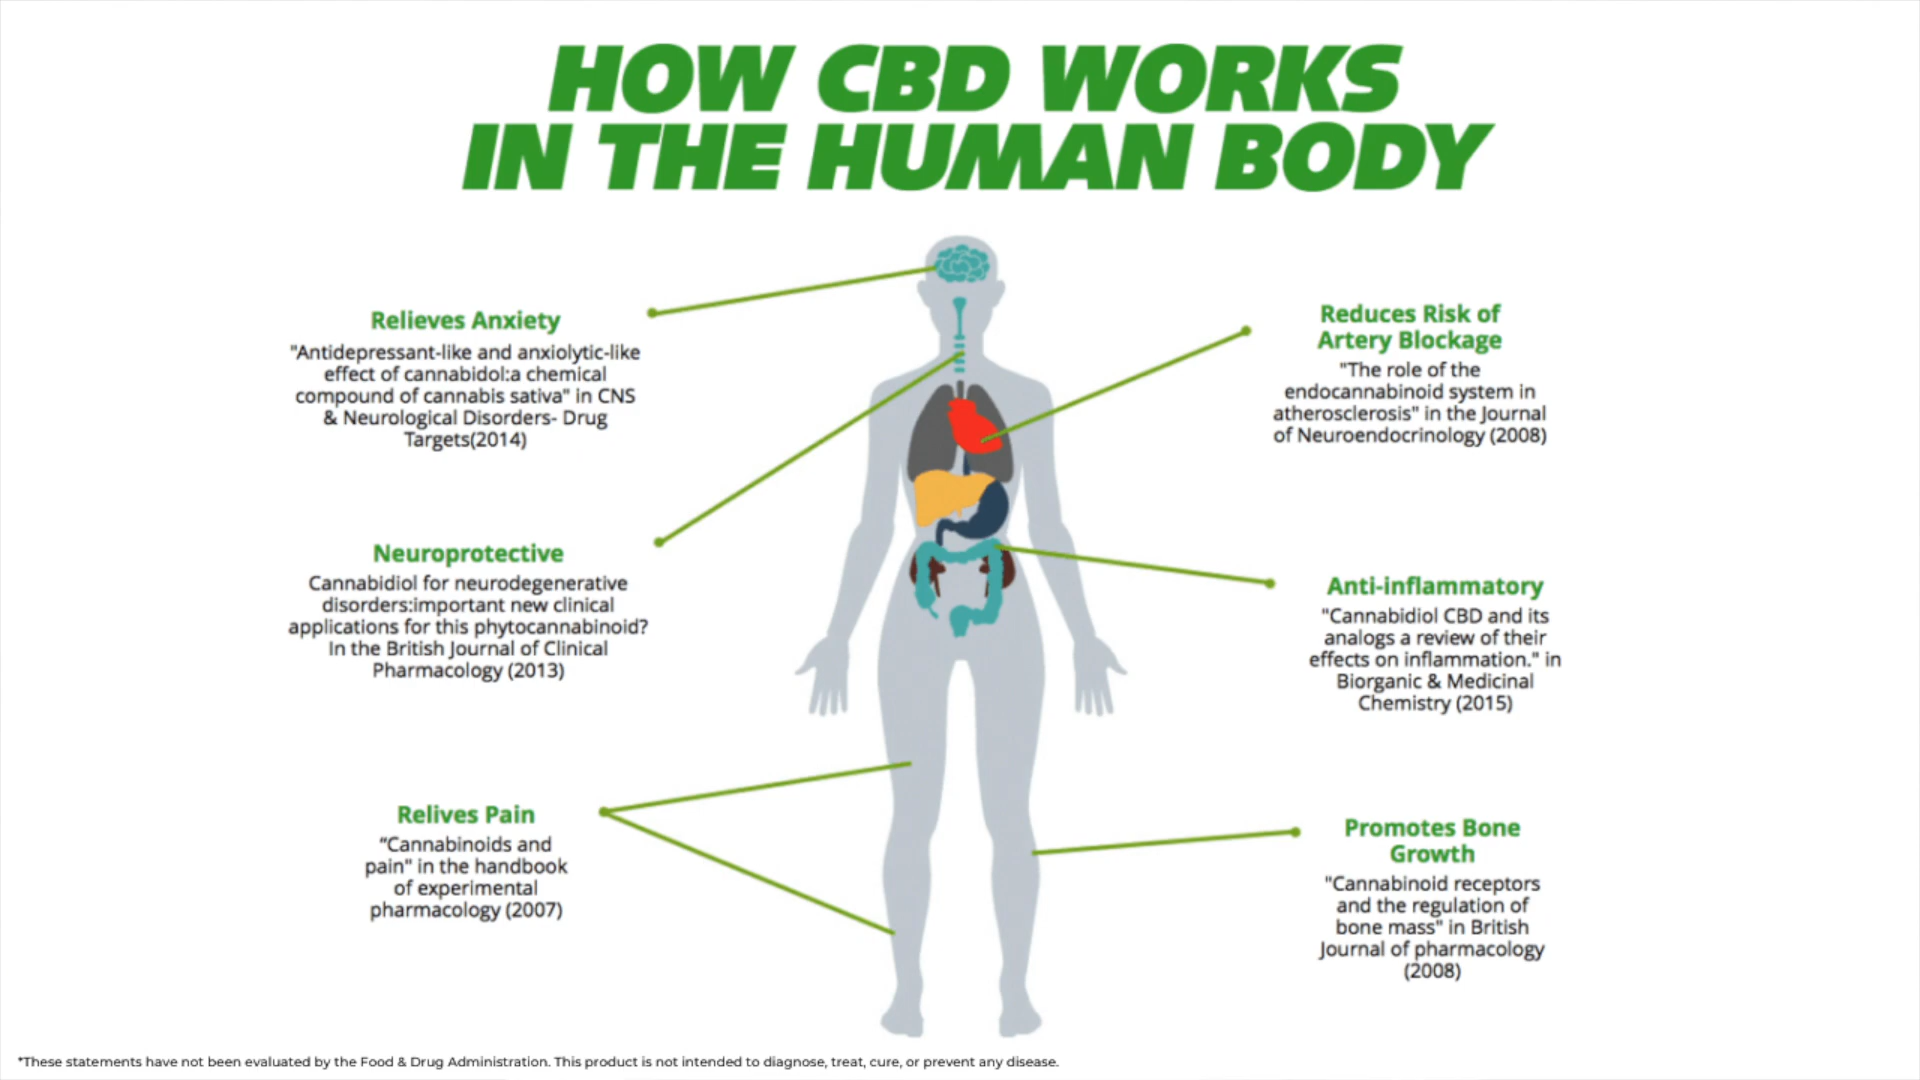 HOW CBD WORKS
IN THE HUMAN BODY
Relieves Anxiety
"Antidepressant-like and anxiolytic-like
effect of cannabidol:a chemical
compound of cannabis sativa" in CNS
& Neurological Disorders- Drug
Targets(2014)
Neuroprotective
Cannabidiol for neurodegenerative
disorders:important new clinical
applications for this phytocannabinoid?
In the British Journal of Clinical
Pharmacology (2013)
Relives Pain
“Cannabinoids and
pain" in the handbook
of experimental
pharmacology (2007)
Reduces Risk of
Artery Blockage
"The role of the
endocannabinoid system in
atherosclerosis" in the Journal
of Neuroendocrinology (2008)
Anti-inflammatory
"Cannabidiol CBD and its
analogs a review of their
effects on inflammation." in
Biorganic & Medicinal
Chemistry (2015)
Promotes Bone
Growth
"Cannabinoid receptors
and the regulation of
bone mass" in British
Journal of pharmacology
(2008)
*These statements have not been evaluated by the Food & Drug Administration. This product is not intended to diagnose, treat, cure, or prevent any disease.